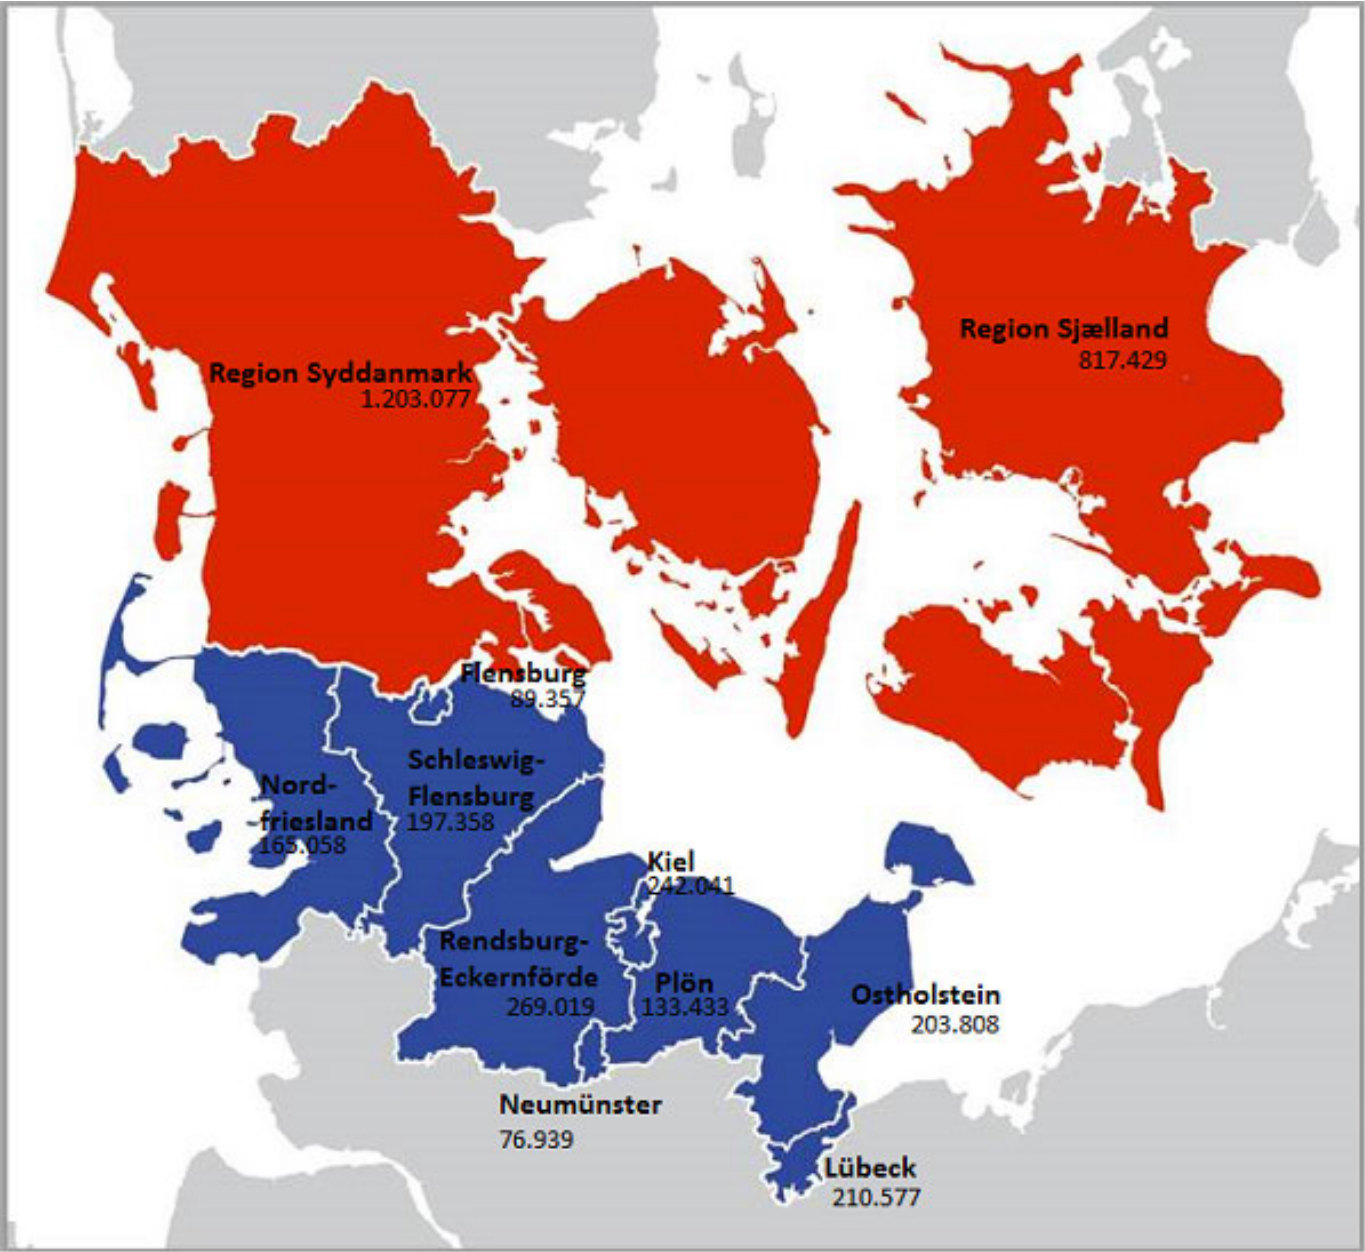 Region Sjælland
817.429
Region Syddanmark
1.203.077
Flensburg
89.357
Schleswig-
Flensburg
197.358
Nord-
friesland
165.058
Kiel
242.041
Rendsburg-
Eckernförde
269.019
Plön
133.433
Ostholstein
203.808
Neumünster
76.939
Lübeck
210.577